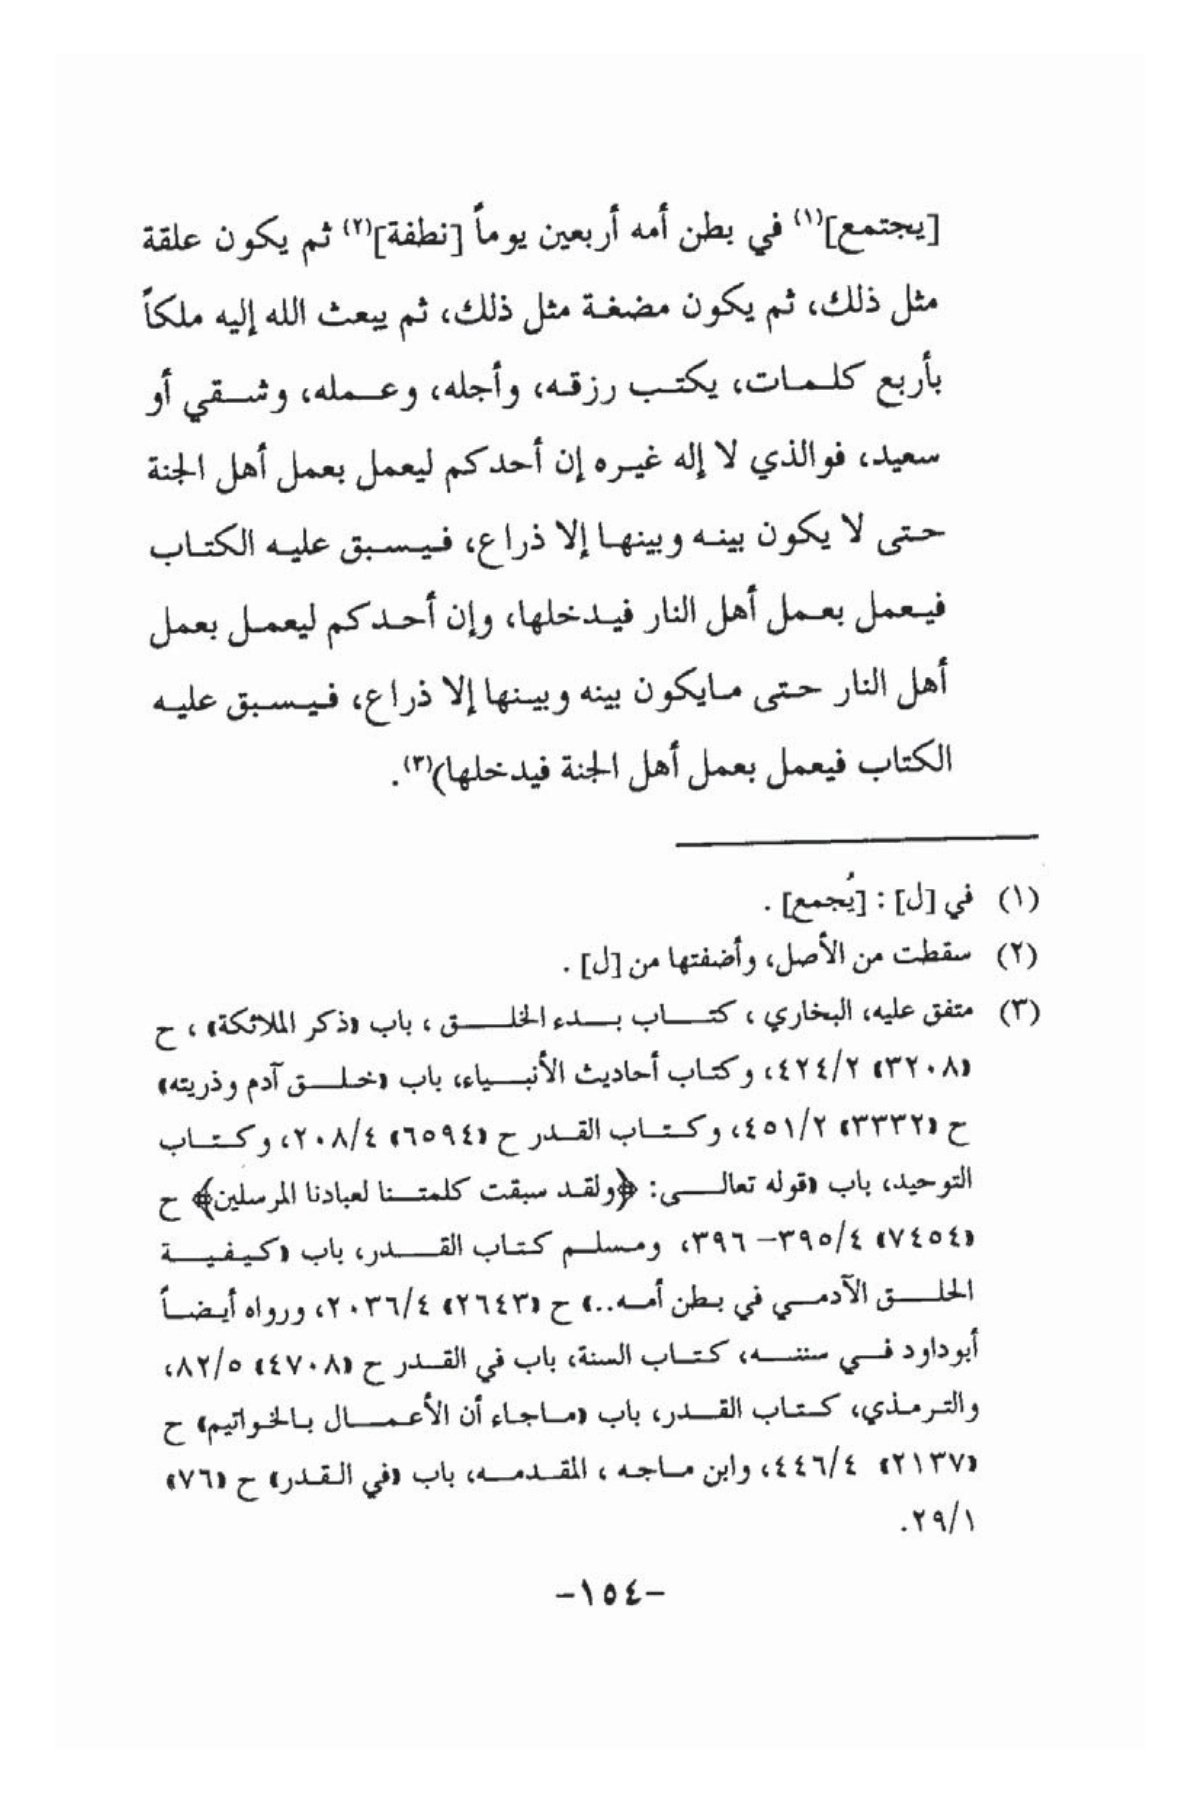 [يجتمع](١) في بطن أمه أربعين يوماً [نطفة](٢) ثم يكون علقة
مثل ذلك، ثم يكون مضغة مثل ذلك، ثم يبعث الله إليه ملكاً
بأربع كلمات، يكتب رزقه، وأجله، وعمله، وشقي أو
سعيد، فوالذي لا إله غيره إن أحدكم ليعمل بعمل أهل الجنة
حتى لا يكون بينه وبينها إلا ذراع، فيسبق عليه الكتاب
فيعمل بعمل أهل النار فيدخلها، وإن أحدكم ليعمل بعمل
أهل النار حتى مايكون بينه وبينها إلا ذراع، فيسبق عليه
الكتاب فيعمل بعمل أهل الجنة فيدخلها)(٣).
(١) في [ل] : [يُجمع] .
(٢) سقطت من الأصل، وأضفتها من [ل] .
(٣) متفق عليه، البخاري ، كتاب بدء الخلق ، باب «ذكر الملائكة» ، ح
«٣٢٠٨» ٤٢٤/٢، وكتاب أحاديث الأنبياء، باب «خلق آدم وذريته»
ح «٣٣٣٢» ٤٥١/٢، وكتاب القدر ح «٦٥٩٤» ٢٠٨/٤، وكتاب
التوحيد، باب «قوله تعالى: ﴿ولقد سبقت كلمتنا لعبادنا المرسلين﴾ ح
«٧٤٥٤» ٣٩٥/٤– ٣٩٦، ومسلم كتاب القدر، باب «كيفية
الخلق الآدمي في بطن أمه..» ح «٢٦٤٣» ٢٠٣٦/٤، ورواه أيضاً
أبوداود في سننه، كتاب السنة، باب في القدر ح «٤٧٠٨» ٨٢/٥،
والترمذي، كتاب القدر، باب «ماجاء أن الأعمال بالخواتيم» ح
«٢١٣٧» ٤٤٦/٤، وابن ماجه ، المقدمه، باب «في القدر» ح «٧٦»
٢٩/١.
–١٥٤–